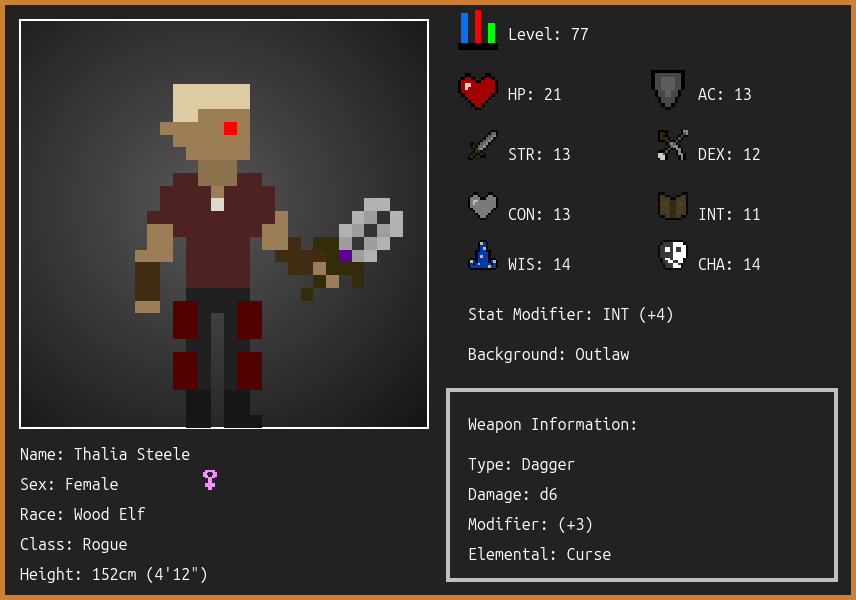 Level: 77
HP: 21
AC: 13
STR: 13
DEX: 12
CON: 13
INT: 11
WIS: 14
CHA: 14
Stat Modifier: INT (+4)
Background: Outlaw
Weapon Information:
Type: Dagger
Damage: d6
Modifier: (+3)
Elemental: Curse
Name: Thalia Steele
Sex: Female
Race: Wood Elf
Class: Rogue
Height: 152cm (4'12")